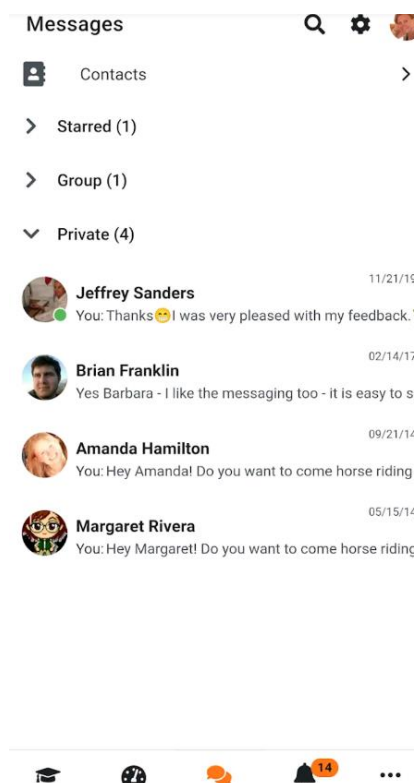 Messages
Contacts
Starred (1)
Group (1)
Private (4)
11/21/19
Jeffrey Sanders
You: Thanks😁I was very pleased with my feedback.
02/14/17
Brian Franklin
Yes Barbara - I like the messaging too - it is easy to s
09/21/14
Amanda Hamilton
You: Hey Amanda! Do you want to come horse riding
05/15/14
Margaret Rivera
You: Hey Margaret! Do you want to come horse riding
14